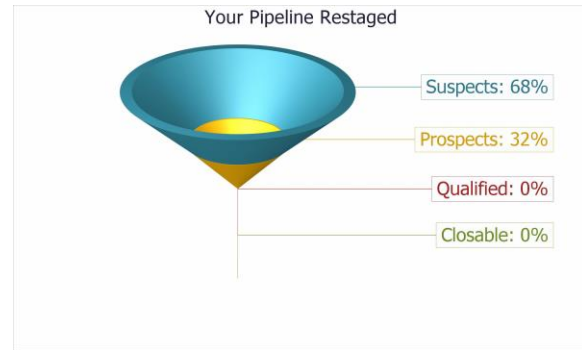 Your Pipeline Restaged
Suspects: 68%
Prospects: 32%
Qualified: 0%
Closable: 0%